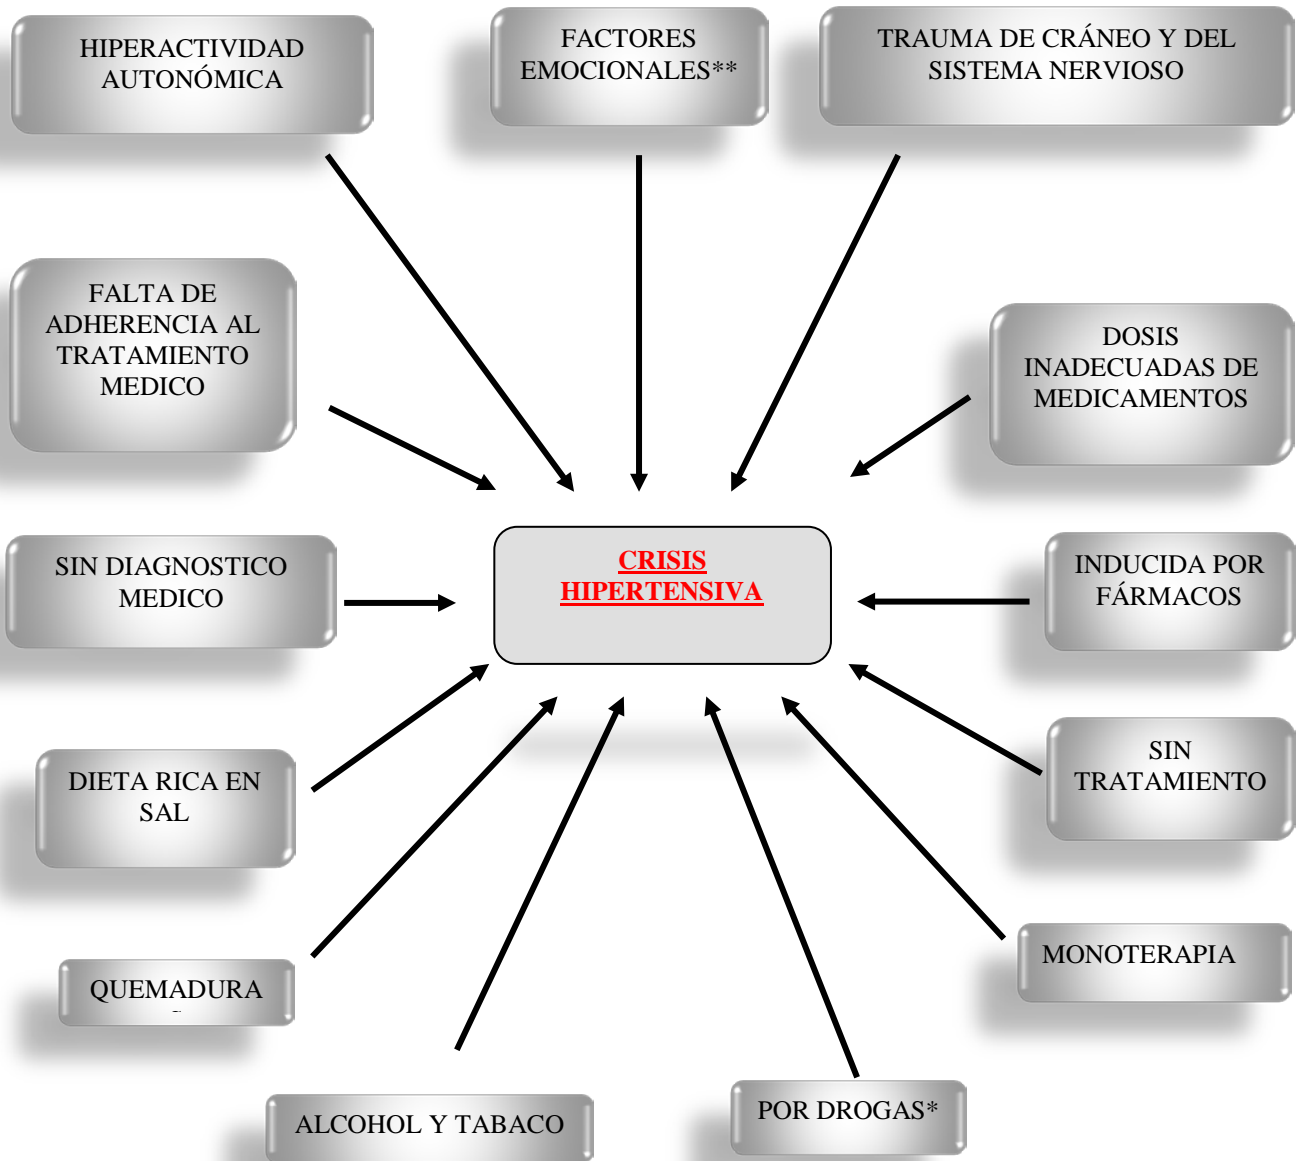 HIPERACTIVIDAD
AUTONÓMICA
FACTORES
EMOCIONALES**
TRAUMA DE CRÁNEO Y DEL
SISTEMA NERVIOSO
FALTA DE
ADHERENCIA AL
TRATAMIENTO
MEDICO
DOSIS
INADECUADAS DE
MEDICAMENTOS
SIN DIAGNOSTICO
MEDICO
CRISIS
HIPERTENSIVA
INDUCIDA POR
FÁRMACOS
DIETA RICA EN
SAL
SIN
TRATAMIENTO
QUEMADURA
MONOTERAPIA
ALCOHOL Y TABACO
POR DROGAS*